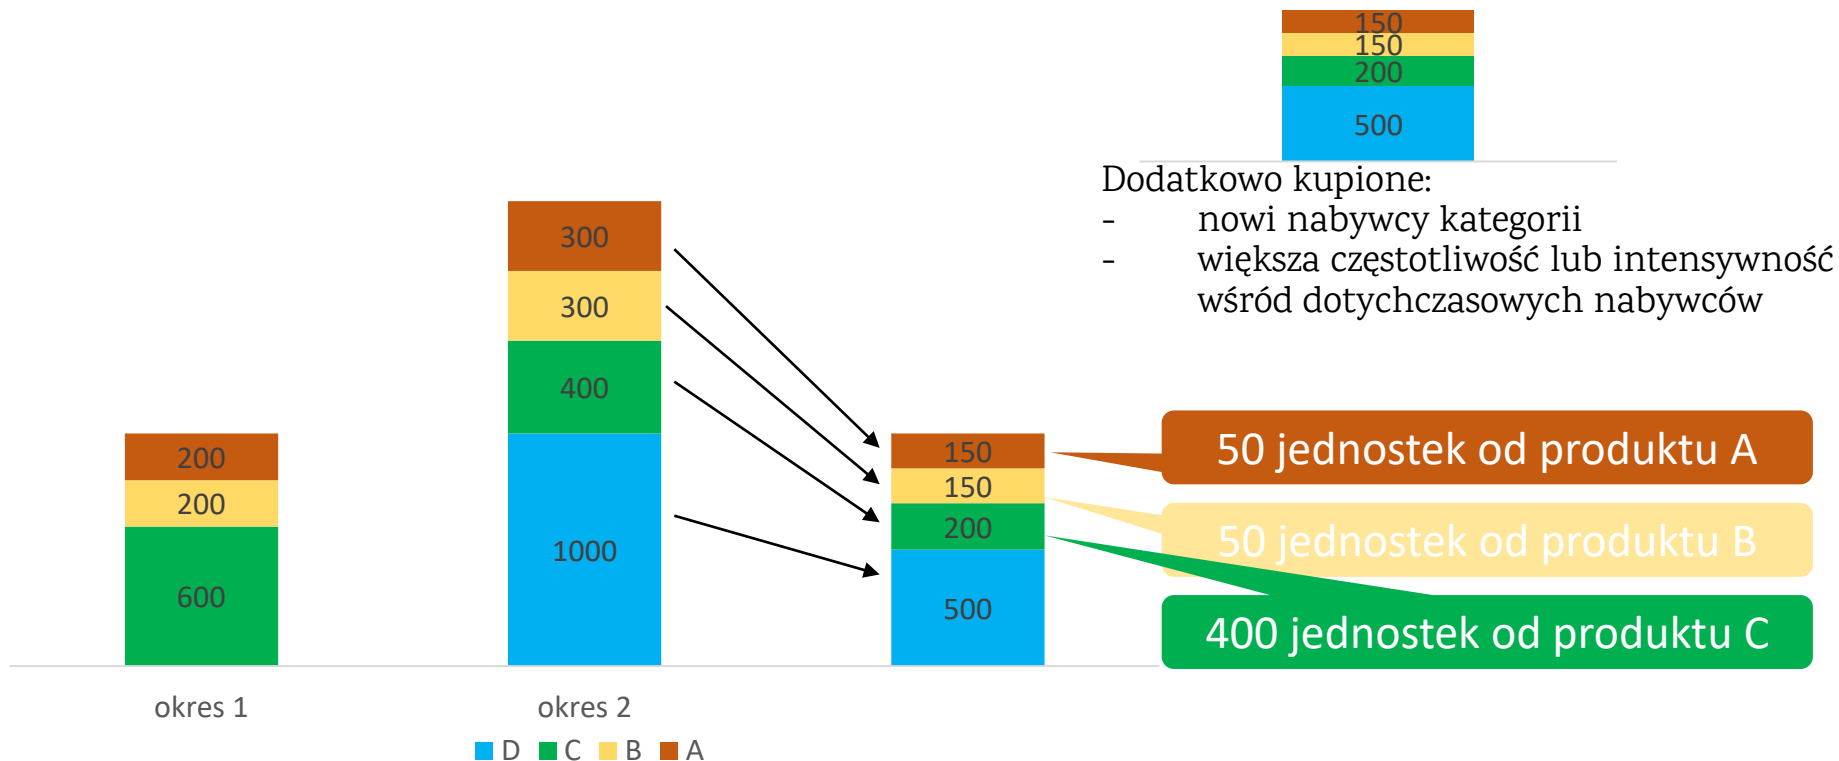 150
150
200
500
Dodatkowo kupione:
- nowi nabywcy kategorii
- większa częstotliwość lub intensywność
wśród dotychczasowych nabywców
200
200
600
300
300
400
1000
150
150
200
500
50 jednostek od produktu A
50 jednostek od produktu B
400 jednostek od produktu C
okres 1 okres 2
D C B A